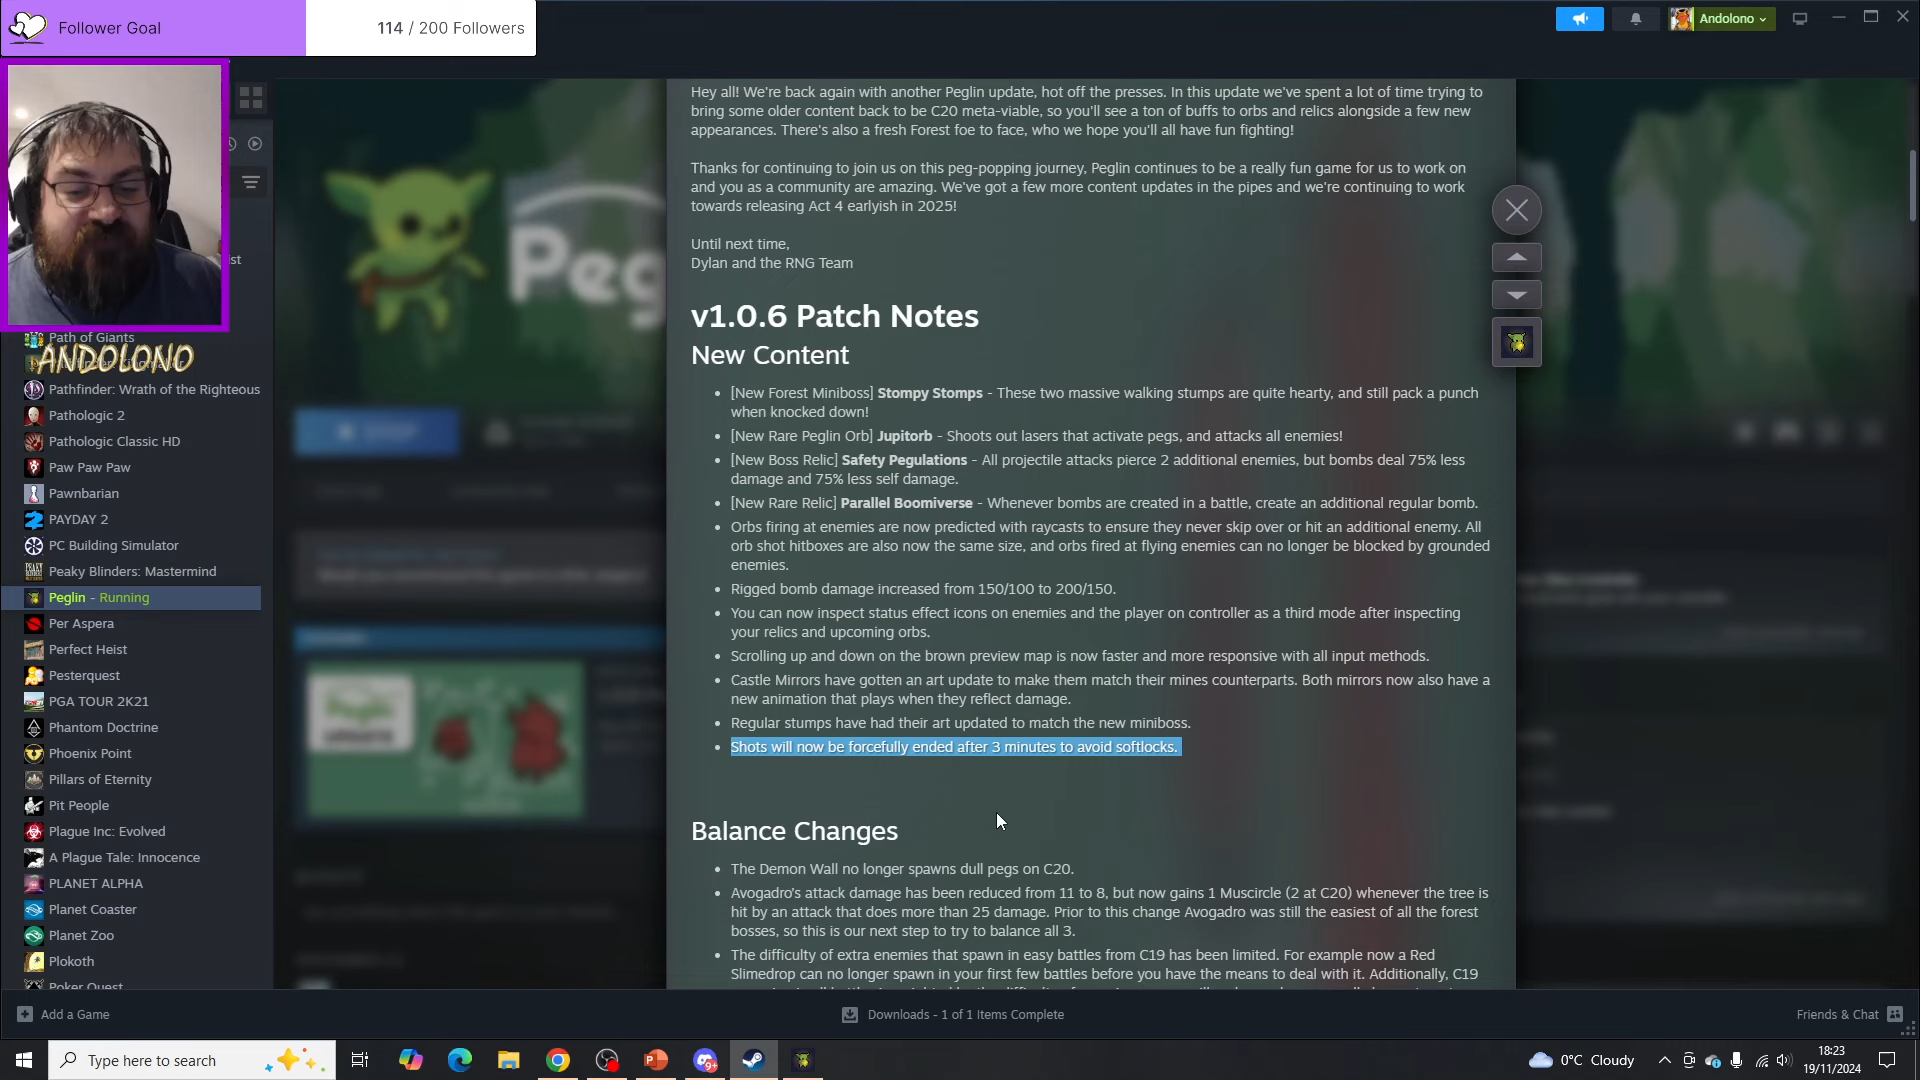 Follower Goal
114 / 200 Followers
Andolono
Hey all! We're back again with another Peglin update, hot off the presses. In this update we've spent a lot of time trying to
bring some older content back to be C20 meta-viable, so you'll see a ton of buffs to orbs and relics alongside a few new
appearances. There's also a fresh Forest foe to face, who we hope you'll all have fun fighting!
Thanks for continuing to join us on this peg-popping journey, Peglin continues to be a really fun game for us to work on
and you as a community are amazing. We've got a few more content updates in the pipes and we're continuing to work
towards releasing Act 4 earlyish in 2025!
Until next time,
Dylan and the RNG Team
v1.0.6 Patch Notes
New Content
• [New Forest Miniboss] Stompy Stomps - These two massive walking stumps are quite hearty, and still pack a punch
when knocked down!
• [New Rare Peglin Orb] Jupitorb - Shoots out lasers that activate pegs, and attacks all enemies!
• [New Boss Relic] Safety Pegulations - All projectile attacks pierce 2 additional enemies, but bombs deal 75% less
damage and 75% less self damage.
• [New Rare Relic] Parallel Boomiverse - Whenever bombs are created in a battle, create an additional regular bomb.
• Orbs firing at enemies are now predicted with raycasts to ensure they never skip over or hit an additional enemy. All
orb shot hitboxes are also now the same size, and orbs fired at flying enemies can no longer be blocked by grounded
enemies.
• Rigged bomb damage increased from 150/100 to 200/150.
• You can now inspect status effect icons on enemies and the player on controller as a third mode after inspecting
your relics and upcoming orbs.
• Scrolling up and down on the brown preview map is now faster and more responsive with all input methods.
• Castle Mirrors have gotten an art update to make them match their mines counterparts. Both mirrors now also have a
new animation that plays when they reflect damage.
• Regular stumps have had their art updated to match the new miniboss.
• Shots will now be forcefully ended after 3 minutes to avoid softlocks.
Balance Changes
• The Demon Wall no longer spawns dull pegs on C20.
• Avogadro's attack damage has been reduced from 11 to 8, but now gains 1 Muscircle (2 at C20) whenever the tree is
hit by an attack that does more than 25 damage. Prior to this change Avogadro was still the easiest of all the forest
bosses, so this is our next step to try to balance all 3.
• The difficulty of extra enemies that spawn in easy battles from C19 has been limited. For example now a Red
Slimedrop can no longer spawn in your first few battles before you have the means to deal with it. Additionally, C19
Peg
Path of Giants
ANDOLONO
Pathfinder: Wrath of the Righteous
Pathologic 2
Pathologic Classic HD
Paw Paw Paw
Pawnbarian
PAYDAY 2
PC Building Simulator
Peaky Blinders: Mastermind
Peglin - Running
Per Aspera
Perfect Heist
Pesterquest
PGA TOUR 2K21
Phantom Doctrine
Phoenix Point
Pillars of Eternity
Pit People
Plague Inc: Evolved
A Plague Tale: Innocence
PLANET ALPHA
Planet Coaster
Planet Zoo
Plokoth
Poker Quest
Add a Game
Downloads - 1 of 1 Items Complete
Friends & Chat
Type here to search
0°C Cloudy
18:23
19/11/2024